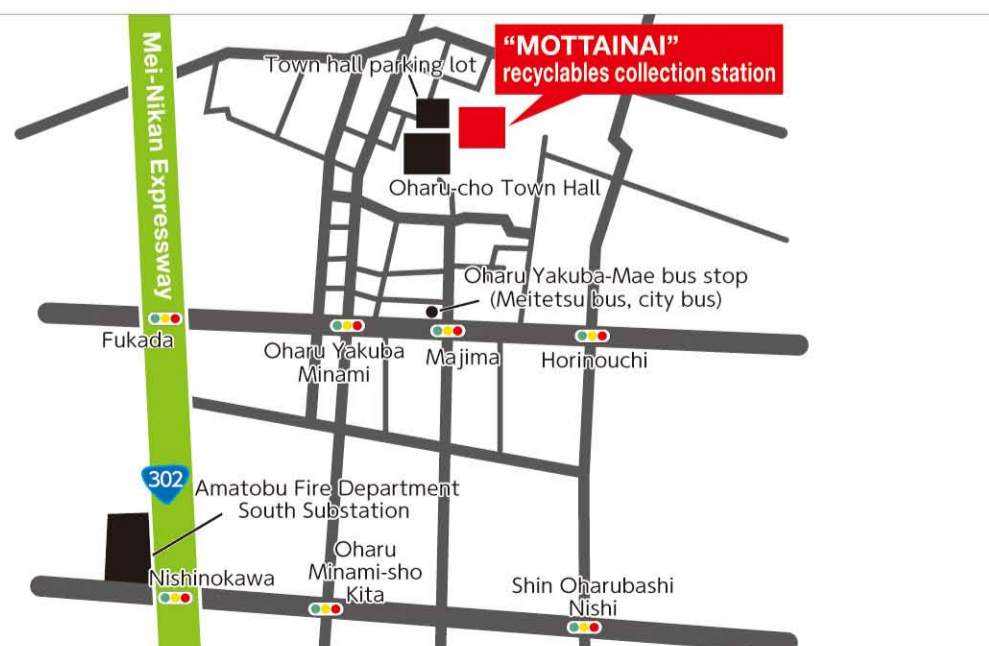 “MOTTAINAI”
recyclables collection station
Town hall parking lot
Mei-Nikan Expressway
Oharu-cho Town Hall
Oharu Yakuba-Mae bus stop
(Meitetsu bus, city bus)
Fukada
Oharu Yakuba
Minami
Majima
Horinouchi
302
Amatobu Fire Department
South Substation
Nishinokawa
Oharu
Minami-sho
Kita
Shin Oharubashi
Nishi